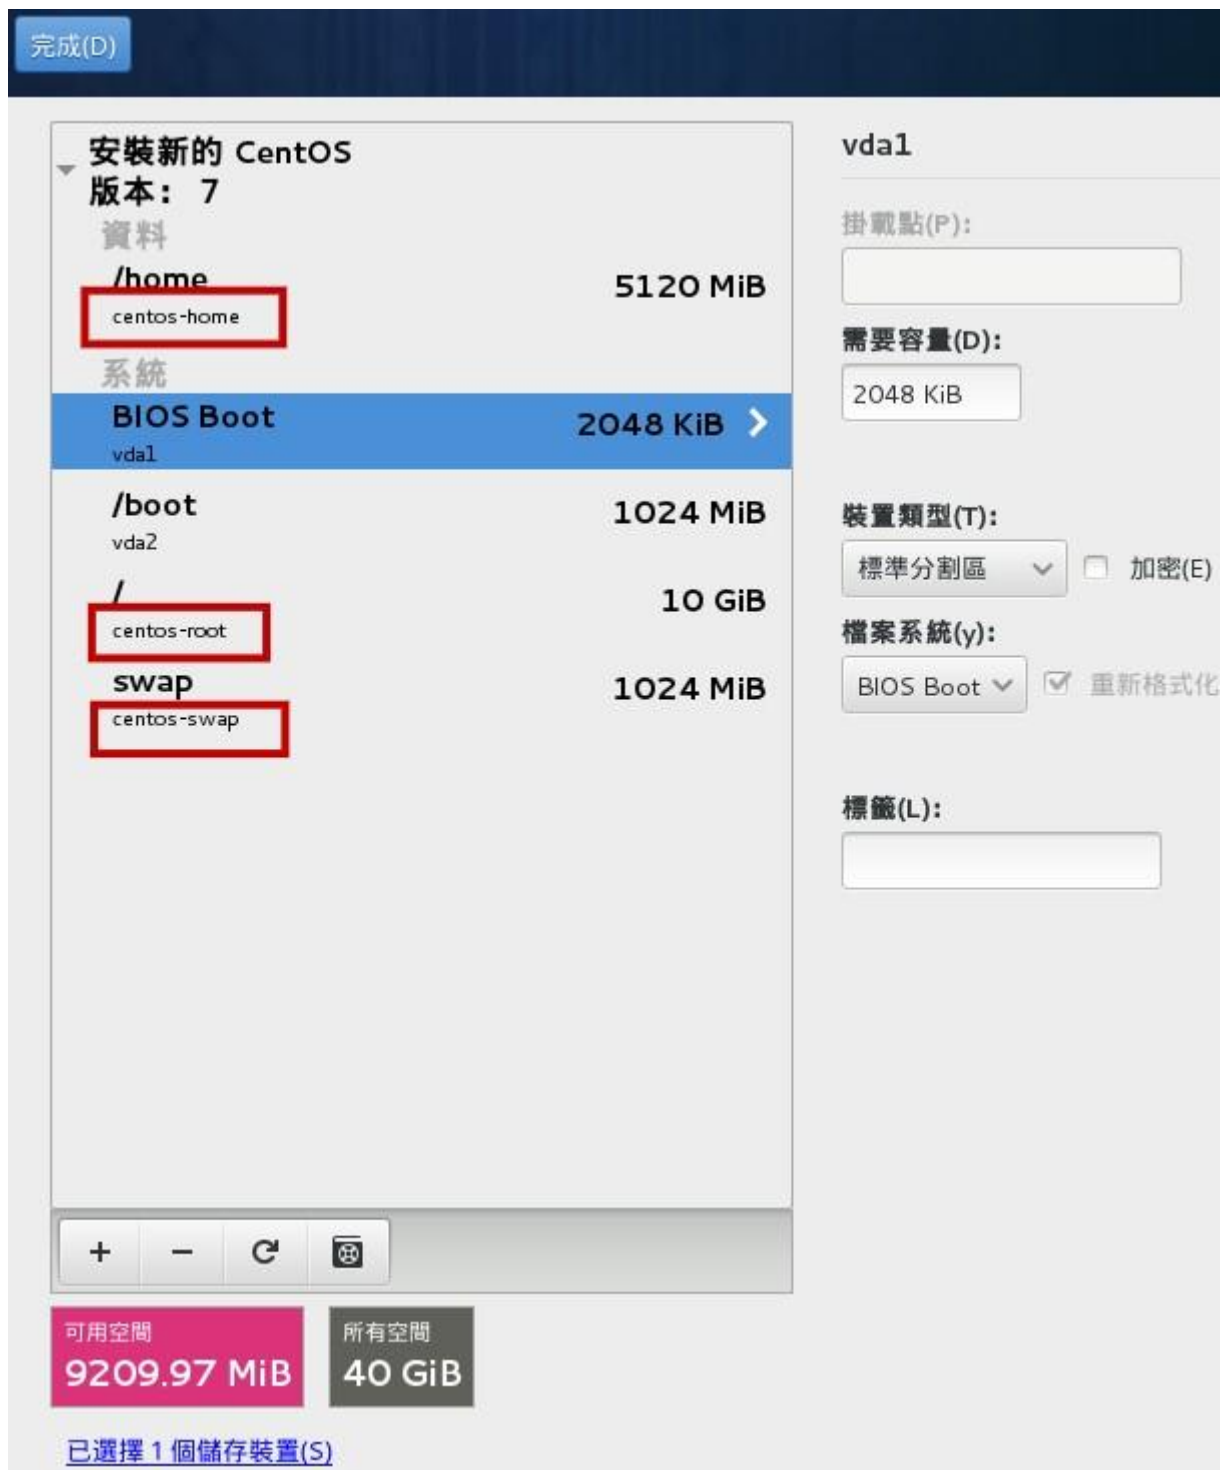 完成(D)
安裝新的 CentOS
版本： 7
資料
/home
5120 MiB
centos-home
系統
BIOS Boot
2048 KiB
vda1
/boot
1024 MiB
vda2
/
10 GiB
centos-root
swap
1024 MiB
centos-swap
可用空間
9209.97 MiB
所有空間
40 GiB
已選擇 1 個儲存裝置(S)
vda1
掛載點(P):
需要容量(D):
2048 KiB
裝置類型(T):
標準分割區
加密(E)
檔案系統(y):
BIOS Boot
重新格式化
標籤(L):